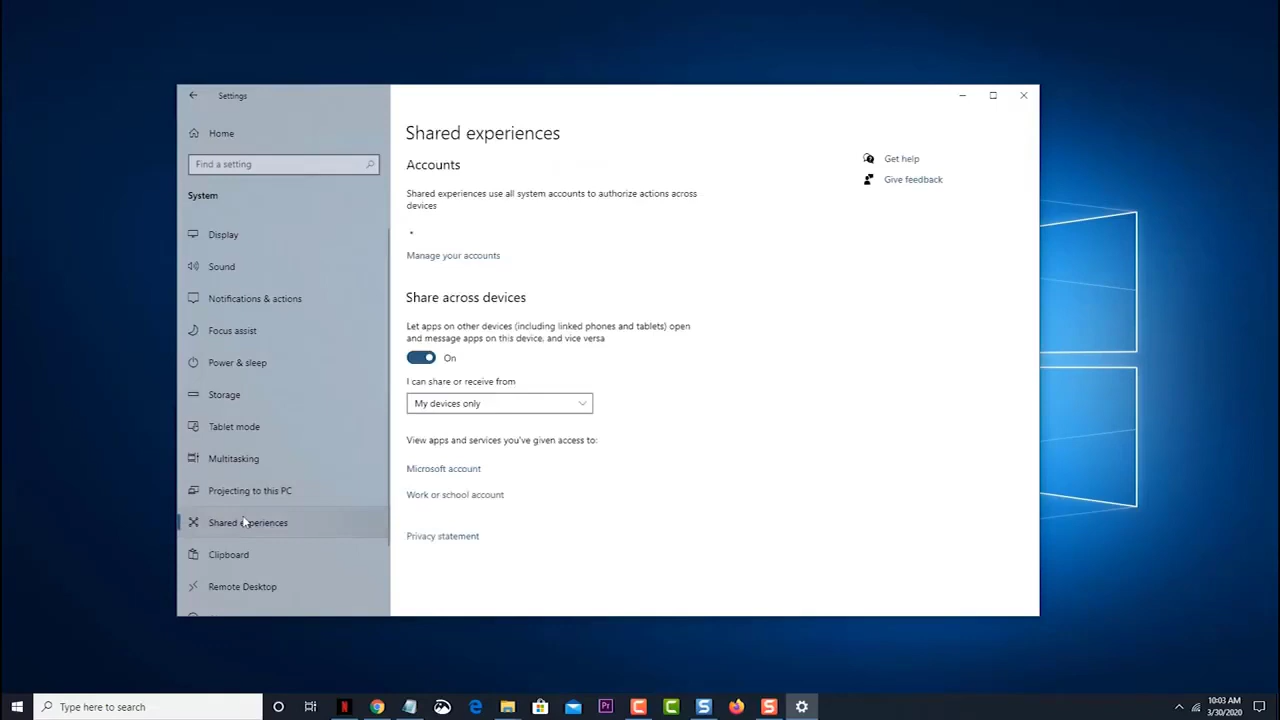 Settings
Home
Find a setting
System
Display
Sound
Notifications & actions
Focus assist
Power & sleep
Storage
Tablet mode
Multitasking
Projecting to this PC
Shared experiences
Clipboard
Remote Desktop
Shared experiences
Accounts
Shared experiences use all system accounts to authorize actions across
devices
Manage your accounts
Share across devices
Let apps on other devices (including linked phones and tablets) open
and message apps on this device, and vice versa
On
I can share or receive from
My devices only
View apps and services you've given access to:
Microsoft account
Work or school account
Privacy statement
Get help
Give feedback
Type here to search
Pr
C
C
S
S
10:03 AM
3/30/2020